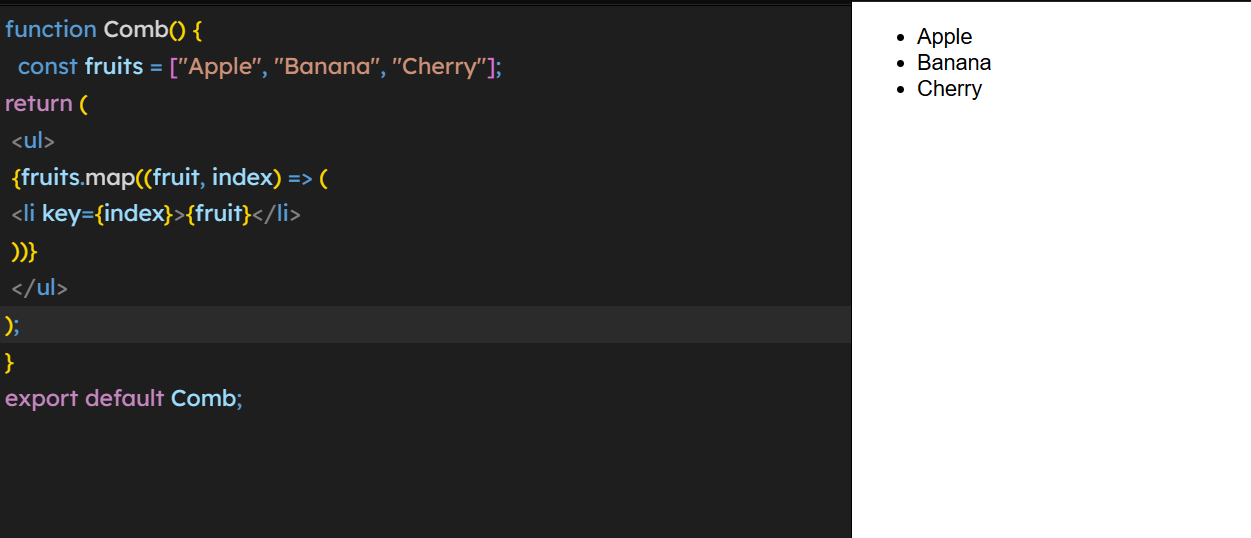 function Comb() {
const fruits = ["Apple", "Banana", "Cherry"];
return (
<ul>
{fruits.map((fruit, index) => (
<li key={index}>{fruit}</li>
))}
</ul>
);
}
export default Comb;
• Apple
• Banana
• Cherry